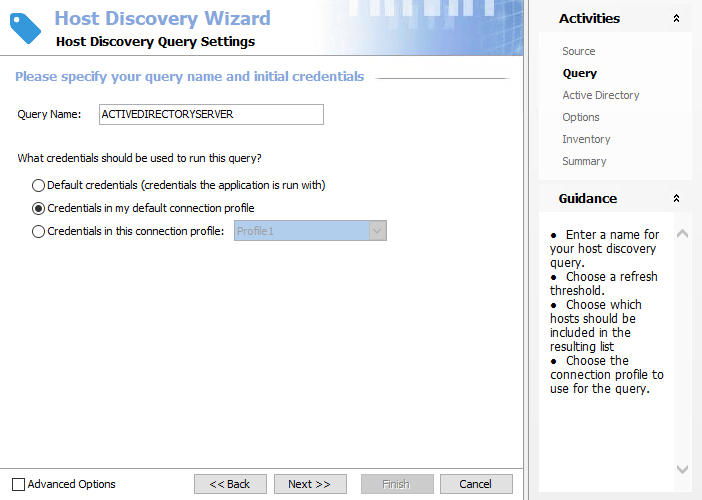 Host Discovery Wizard
Host Discovery Query Settings
Please specify your query name and initial credentials
Query Name: ACTIVEDIRECTORYSERVER
What credentials should be used to run this query?
Default credentials (credentials the application is run with)
Credentials in my default connection profile
Credentials in this connection profile: Profile1
Advanced Options << Back Next >> Finish Cancel
Activities
Source
Query
Active Directory
Options
Inventory
Summary
Guidance
● Enter a name for
your host discovery
query.
● Choose a refresh
threshold.
● Choose which
hosts should be
included in the
resulting list
● Choose the
connection profile to
use for the query.